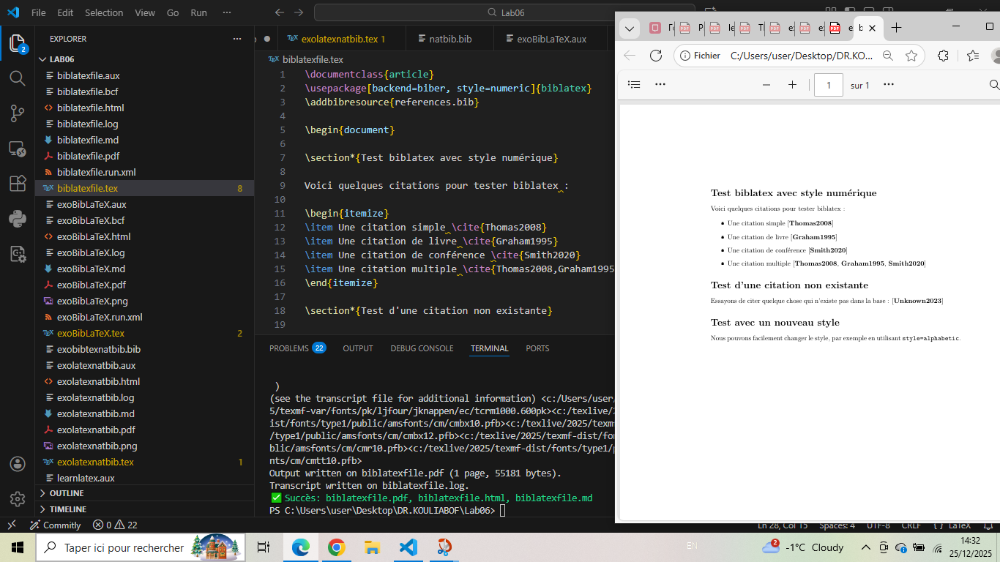 File Edit Selection View Go Run ··· Lab06
EXPLORER ···
LAB06
biblatexfile.aux
biblatexfile.bcf
biblatexfile.html
biblatexfile.log
biblatexfile.md
biblatexfile.pdf
biblatexfile.run.xml
biblatexfile.tex 8
exoBibLaTeX.aux
exoBibLaTeX.bcf
exoBibLaTeX.html
exoBibLaTeX.log
exoBibLaTeX.md
exoBibLaTeX.pdf
exoBibLaTeX.png
exoBibLaTeX.run.xml
exoBibLaTeX.tex 2
exobibtexnatbib.bib
exolatexnatbib.aux
exolatexnatbib.html
exolatexnatbib.log
exolatexnatbib.md
exolatexnatbib.pdf
exolatexnatbib.png
exolatexnatbib.tex 1
learnlatex.aux
OUTLINE
TIMELINE
2
exolatexnatbib.tex 1 natbib.bib exoBibLaTeX.aux
biblatexfile.tex
1 \documentclass{article}
2 \usepackage[backend=biber, style=numeric]{biblatex}
3 \addbibresource{references.bib}
4
5 \begin{document}
6
7 \section*{Test biblatex avec style numérique}
8
9 Voici quelques citations pour tester biblatex :
10
11 \begin{itemize}
12 \item Une citation simple \cite{Thomas2008}
13 \item Une citation de livre \cite{Graham1995}
14 \item Une citation de conférence \cite{Smith2020}
15 \item Une citation multiple \cite{Thomas2008,Graham1995
16 \end{itemize}
17
18 \section*{Test d'une citation non existante}
19
PROBLEMS 22 OUTPUT DEBUG CONSOLE TERMINAL PORTS
)
(see the transcript file for additional information) <c:/Users/user/
5/texmf-var/fonts/pk/ljfour/jknappen/ec/tcrm1000.600pk><c:/texlive/2
ist/fonts/type1/public/amsfonts/cm/cmbx10.pfb><c:/texlive/2025/texm
/type1/public/amsfonts/cm/cmbx12.pfb><c:/texlive/2025/texmf-dist/fon
blic/amsfonts/cm/cmr10.pfb><c:/texlive/2025/texmf-dist/fonts/type1/p
nts/cm/cmtt10.pfb>
Output written on biblatexfile.pdf (1 page, 55181 bytes).
Transcript written on biblatexfile.log.
✅ Succès: biblatexfile.pdf, biblatexfile.html, biblatexfile.md
PS C:\Users\user\Desktop\DR.KOULIABOF\Lab06>
Commitly 0 22 Ln 28, Col 15 Spaces: 4 UTF-8 CRLF { } LaTeX
Fichier C:/Users/user/Desktop/DR.KO...
1 sur 1 ···
Test biblatex avec style numérique
Voici quelques citations pour tester biblatex :
• Une citation simple [Thomas2008]
• Une citation de livre [Graham1995]
• Une citation de conférence [Smith2020]
• Une citation multiple [Thomas2008, Graham1995, Smith2020]
Test d'une citation non existante
Essayons de citer quelque chose qui n'existe pas dans la base : [Unknown2023]
Test avec un nouveau style
Nous pouvons facilement changer le style, par exemple en utilisant style=alphabetic.
Taper ici pour rechercher
EN
2 -1°C Cloudy
14:32
25/12/2025